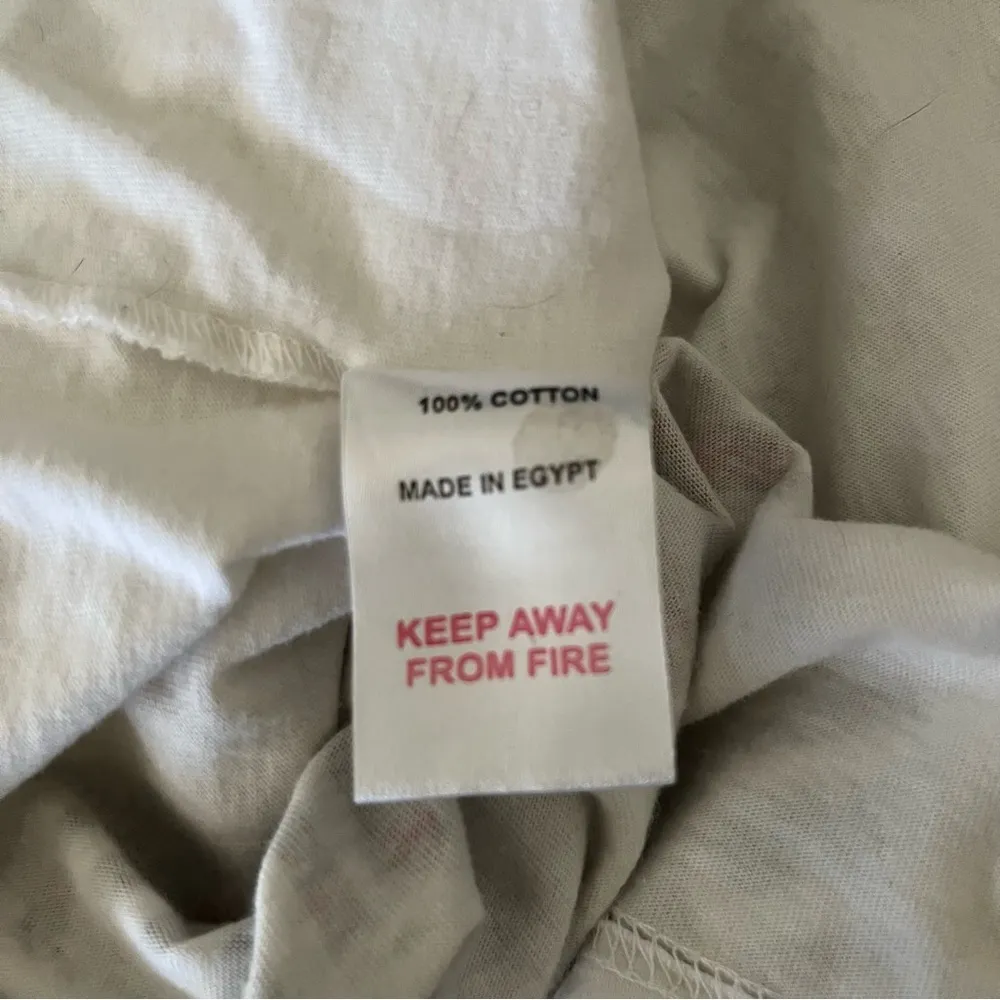 100% COTTON
MADE IN EGYPT
KEEP AWAY
FROM FIRE